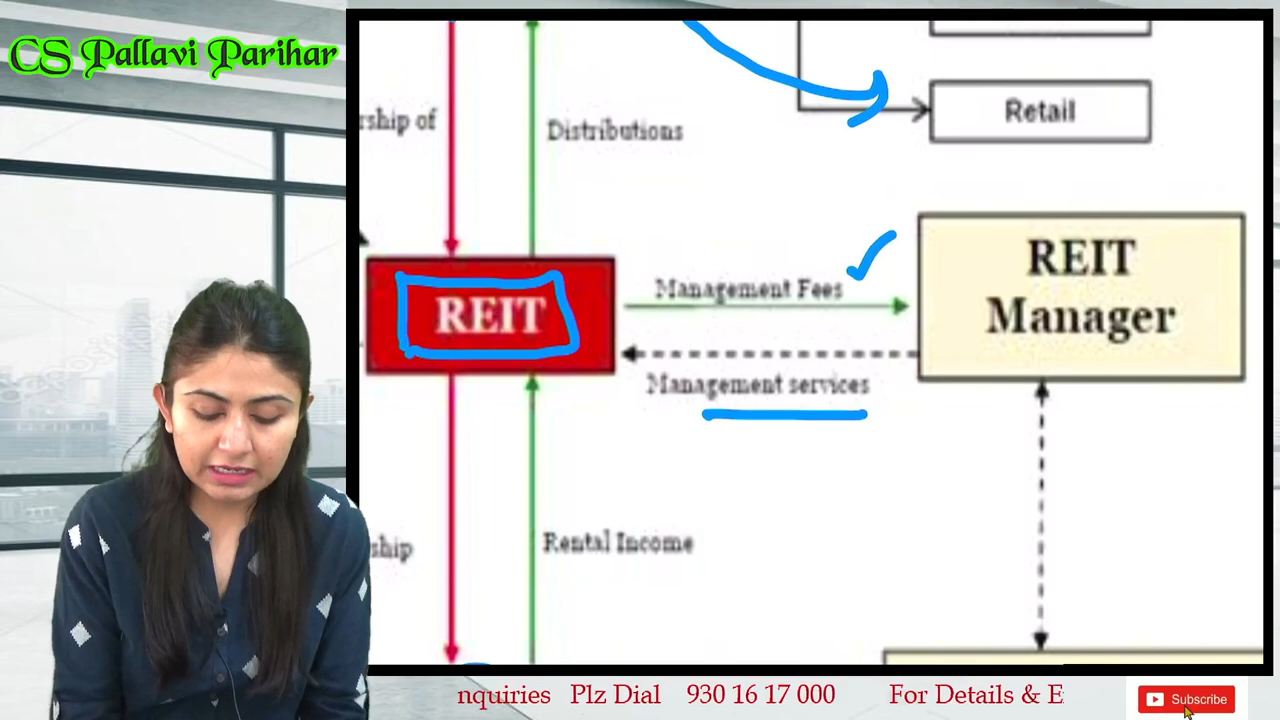 CS Pallavi Parihar
Retail
rship of
Distributions
REIT
Management Fees
REIT
Manager
Management services
ship
Rental Income
nquiries Plz Dial 930 16 17 000 For Details & E
Subscribe